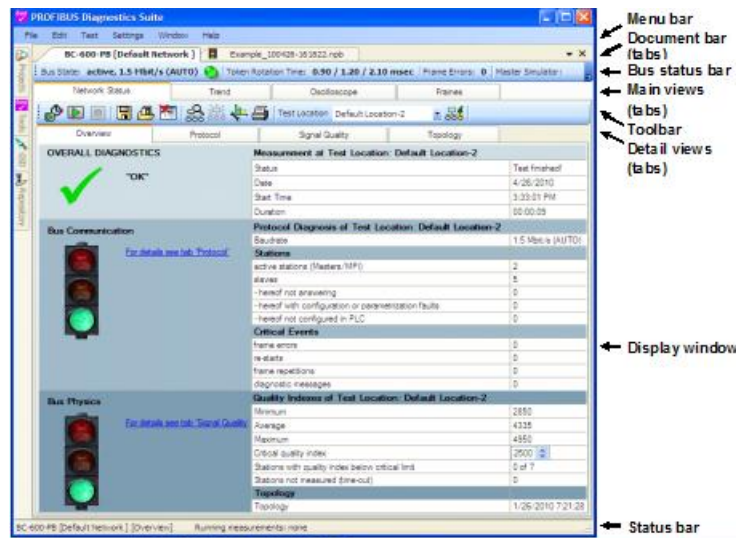 PROFIBUS Diagnostics Suite
File Edit Test Settings Window Help
BC-600-PB [Default Network ] Example_100428-161822.npb
Bus State: active, 1.5 Mbit/s (AUTO) Token Rotation Time: 0.90 / 1.20 / 2.10 msec Frame Errors: 0 Master Simulator:
Network Status Trend Oscilloscope Frames
Test Location Default Location-2
Overview Protocol Signal Quality Topology
OVERALL DIAGNOSTICS
"OK"
Measurement at Test Location: Default Location-2
Status Test finished!
Date 4/26/2010
Start Time 3:33:01 PM
Duration 00:00:09
Bus Communication
For details see tab 'Protocol'
Protocol Diagnosis of Test Location: Default Location-2
Baudrate 1.5 Mbit/s (AUTO)
Stations
active stations (Masters/MPI) 2
slaves 5
- hereof not answering 0
- hereof with configuration or parametrization faults 0
- hereof not configured in PLC 0
Critical Events
frame errors 0
re-starts 0
frame repetitions 0
diagnostic messages 0
Bus Physics
For details see tab 'Signal Quality
Quality Indexes of Test Location: Default Location-2
Minimum 2850
Average 4335
Maximum 4950
Critical quality index 2500
Stations with quality index below critical limit 0 of 7
Stations not measured (time-out) 0
Topology
Topology 1/26/2010 7:21:28
BC-600-PB [Default Network ] [Overview] Running measurements: none
Menu bar
Document bar
(tabs)
Bus status bar
Main views
(tabs)
Toolbar
Detail views
(tabs)
Display window
Status bar